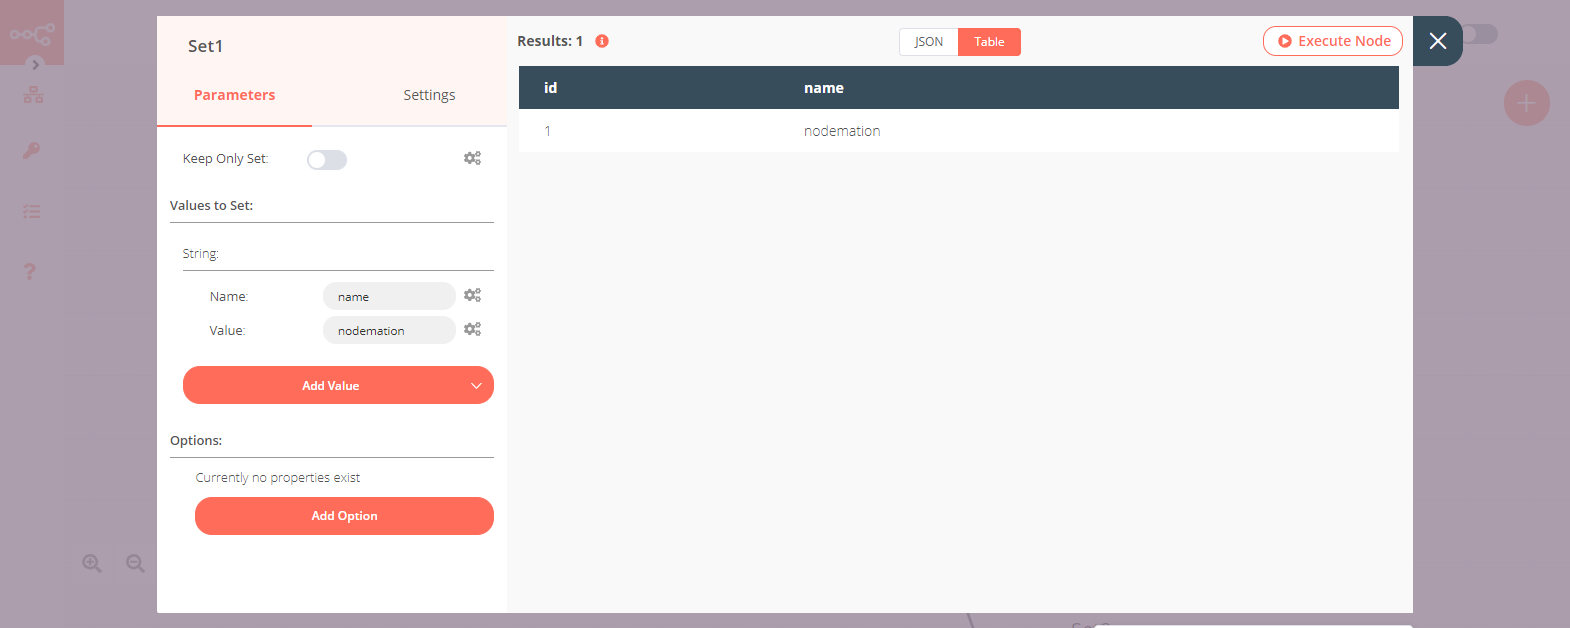 Set1
Parameters
Settings
Keep Only Set:
Values to Set:
String:
Name:
name
Value:
nodemation
Add Value
Options:
Currently no properties exist
Add Option
Results: 1
JSON
Table
Execute Node
id
name
1
nodemation